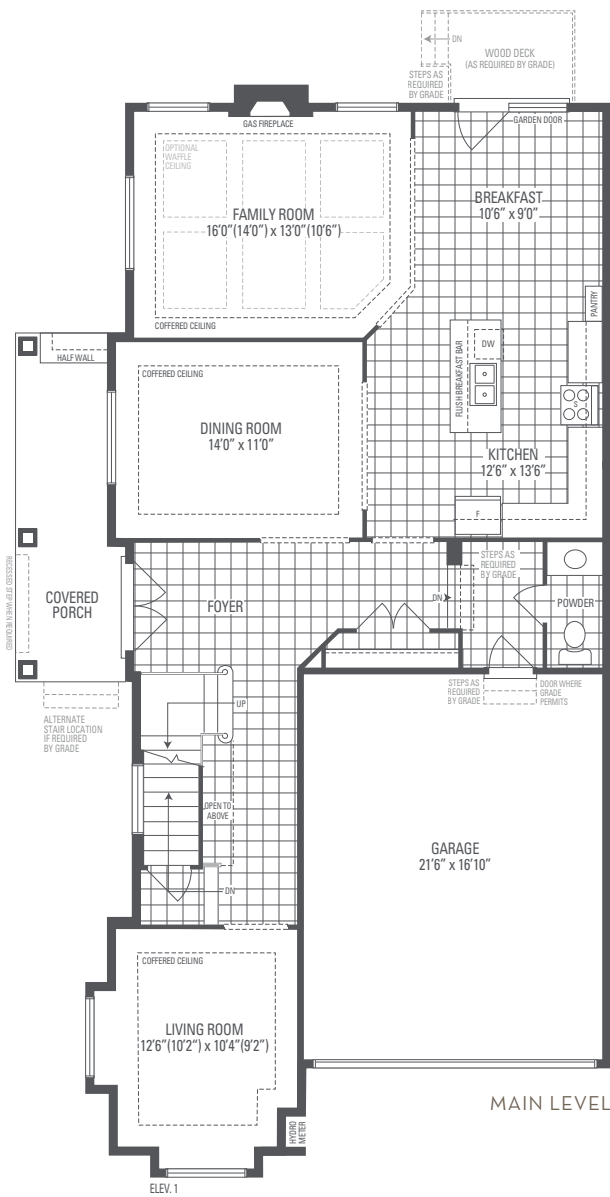 DN
WOOD DECK
(AS REQUIRED BY GRADE)
STEPS AS
REQUIRED
BY GRADE
GAS FIREPLACE
GARDEN DOOR
OPTIONAL
WAFFLE
CEILING
FAMILY ROOM
16'0"(14'0") x 13'0"(10'6")
COFFERED CEILING
BREAKFAST
10'6" x 9'0"
PANTRY
HALF WALL
DW
FLUSH BREAKFAST BAR
S
COFFERED CEILING
DINING ROOM
14'0" x 11'0"
KITCHEN
12'6" x 13'6"
F
RECESSED STEP WHEN REQUIRED
COVERED
PORCH
FOYER
STEPS AS
REQUIRED
BY GRADE
DN
POWDER
ALTERNATE
STAIR LOCATION
IF REQUIRED
BY GRADE
UP
STEPS AS
REQUIRED
BY GRADE
DOOR WHERE
GRADE
PERMITS
OPEN TO
ABOVE
GARAGE
21'6" x 16'10"
DN
COFFERED CEILING
LIVING ROOM
12'6"(10'2") x 10'4"(9'2")
HYDRO
METER
MAIN LEVEL
ELEV. 1